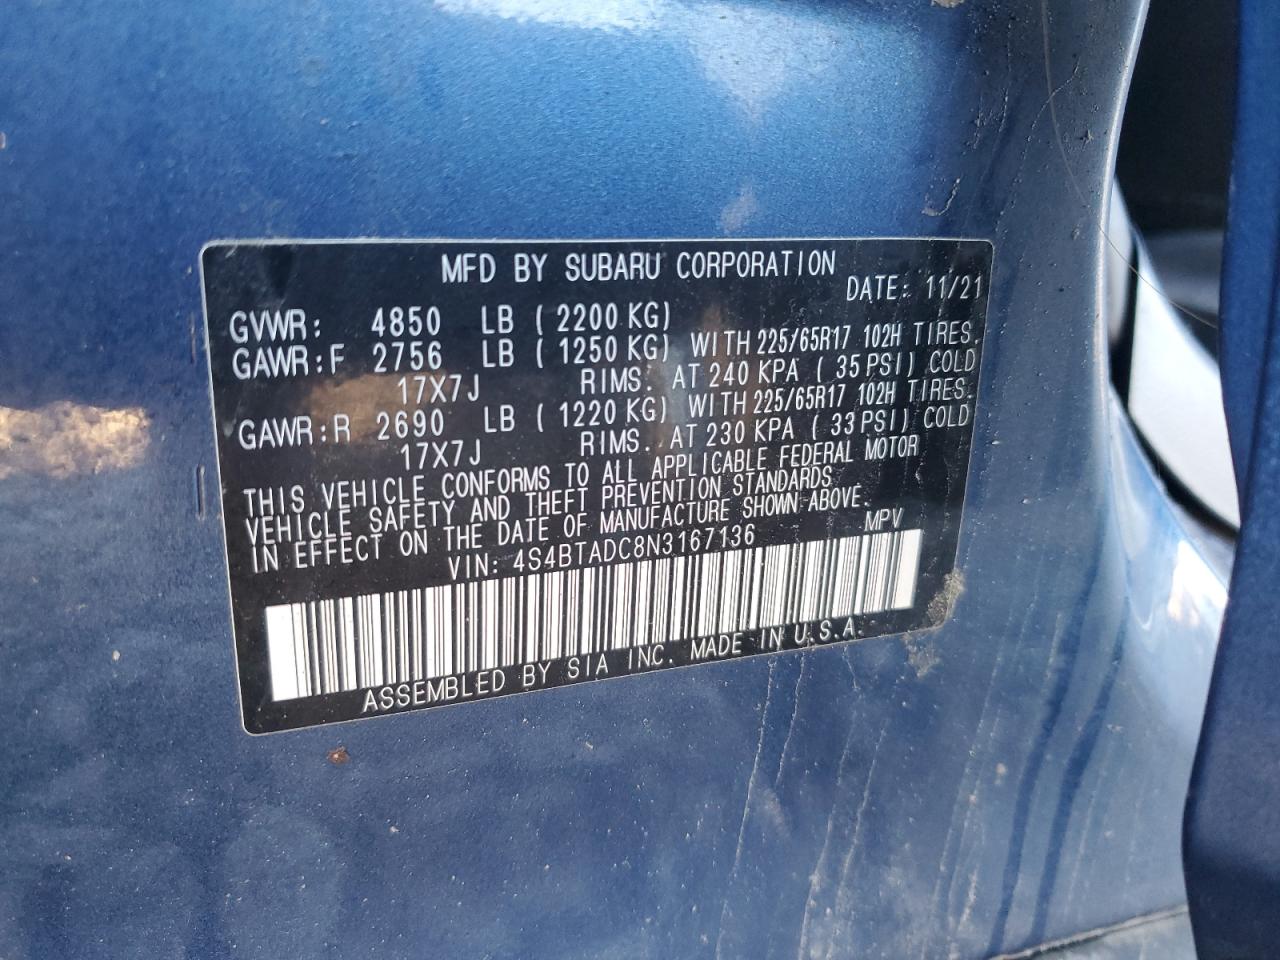 MFD BY SUBARU CORPORATION
DATE: 11/21
GVWR: 4850 LB ( 2200 KG)
GAWR:F 2756 LB ( 1250 KG) WITH 225/65R17 102H TIRES.
17X7J RIMS. AT 240 KPA ( 35 PSI) COLD
GAWR:R 2690 LB ( 1220 KG) WITH 225/65R17 102H TIRES.
17X7J RIMS. AT 230 KPA ( 33 PSI) COLD
THIS VEHICLE CONFORMS TO ALL APPLICABLE FEDERAL MOTOR
VEHICLE SAFETY AND THEFT PREVENTION STANDARDS
IN EFFECT ON THE DATE OF MANUFACTURE SHOWN ABOVE.
VIN: 4S4BTADC8N3167136 MPV
ASSEMBLED BY SIA INC. MADE IN U.S.A.